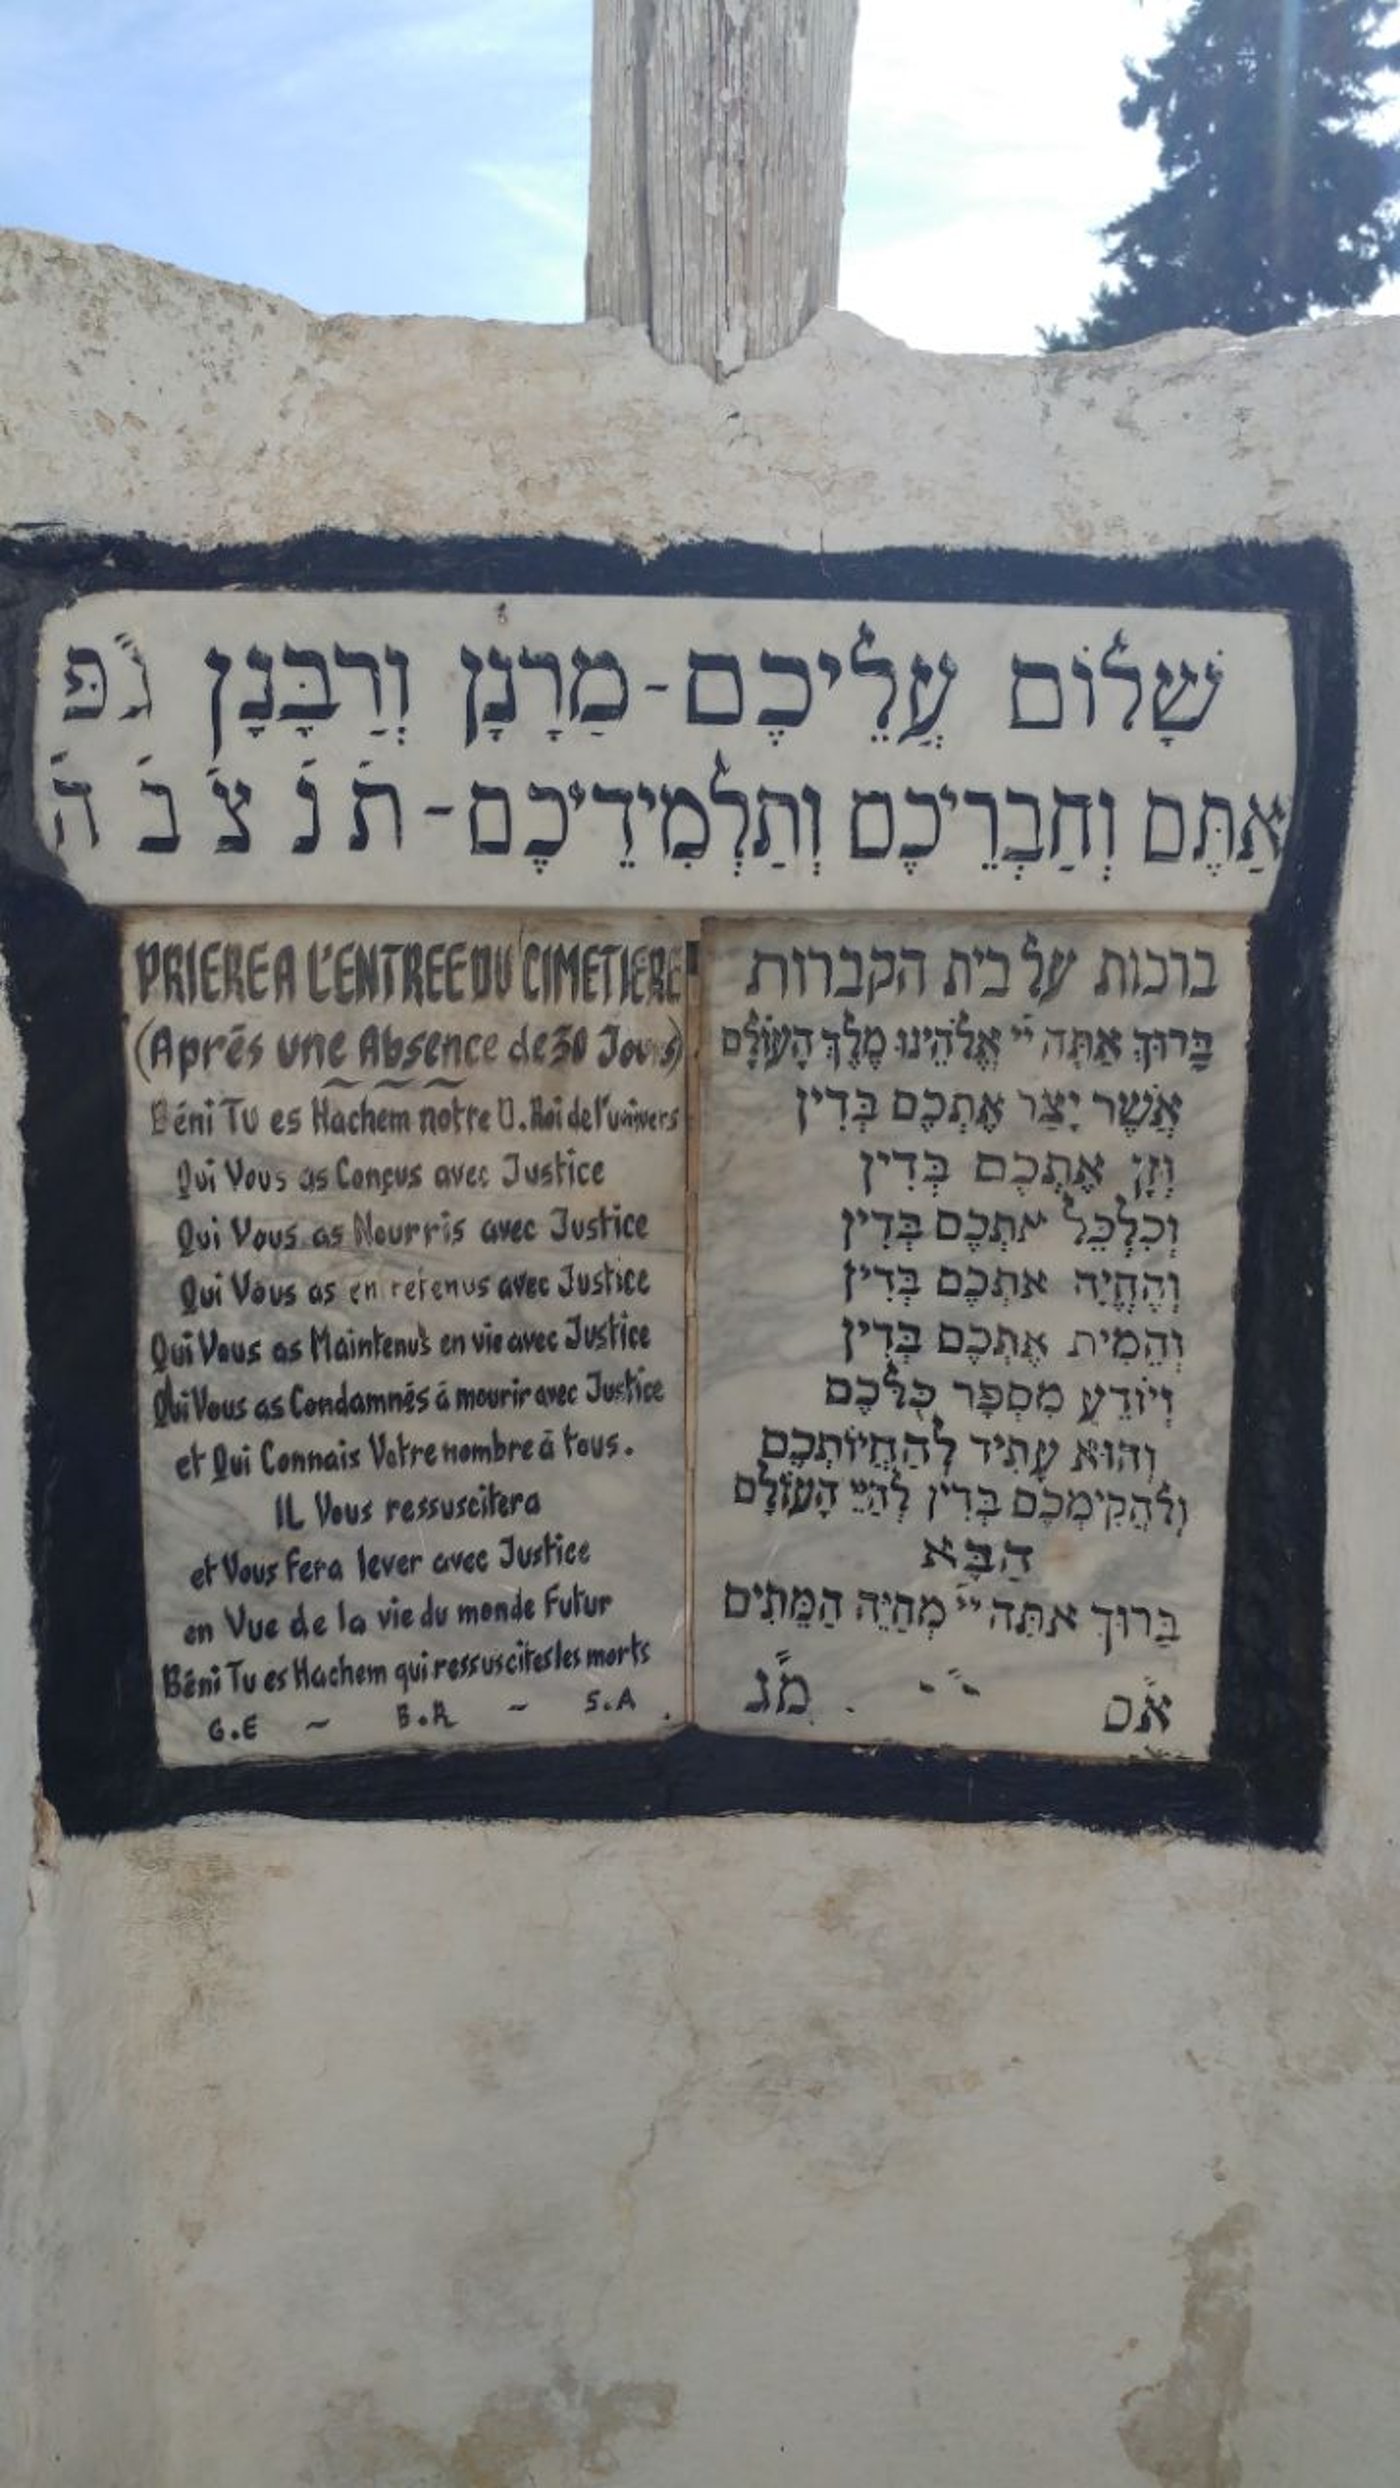 שָׁלוֹם עֲלֵיכֶם - מַרָנָן וְרַבָּנָן ג״פּ
אַתֶּם וְחַבְרֵיכֶם וְתַלְמִידֵיכֶם - ת נ צ ב ה
PRIERE A L'ENTREE DU CIMETIERE
(Aprés une Absence de 30 Jours)
Béni Tu es Hachem notre D. Roi de l'univers
Qui Vous as Conçus avec Justice
Qui Vous as Nourris avec Justice
Qui Vous as en retenus avec Justice
Qui Vous as Maintenus en vie avec Justice
Qui Vous as Condamnés á mourir avec Justice
et Qui Connais Votre nombre á tous.
IL Vous ressuscitera
et Vous Fera lever avec Justice
en Vue de la vie du monde Futur
Béni Tu es Hachem qui ressuscites les morts
G.E - B.R - S.A
ברכות על בית הקברות
בָּרוּךְ אַתָּה יי אֱלֹהֵינוּ מֶלֶךְ הָעוֹלָם
אֲשֶׁר יָצַר אֶתְכֶם בְּדִין
וְזָן אֶתְכֶם בְּדִין
וְכִלְכֵּל אתְכֶם בְּדִין
וְהֶחֱיָה אתְכֶם בְּדִין
וְהֵמִית אֶתְכֶם בְּדִין
וְיוֹדֵעַ מִסְפָּר כֻּלְּכֶם
וְהוּא עָתִיד לְהַחֲיוֹתְכֶם
וְלַהֲקִימְכֶם בְּדִין לְחַיֵּי הָעוֹלָם
הַבָּא
בָּרוּךְ אתָּה יי מְחַיֵּה הַמֵּתִים
א״ס - ״ - . מ״ג